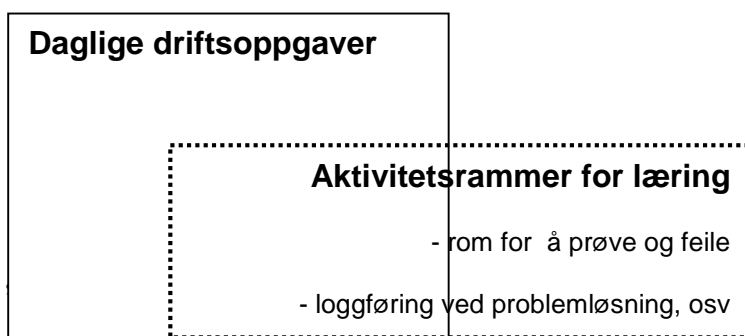 Daglige driftsoppgaver
Aktivitetsrammer for læring
- rom for å prøve og feile
- loggføring ved problemløsning, osv